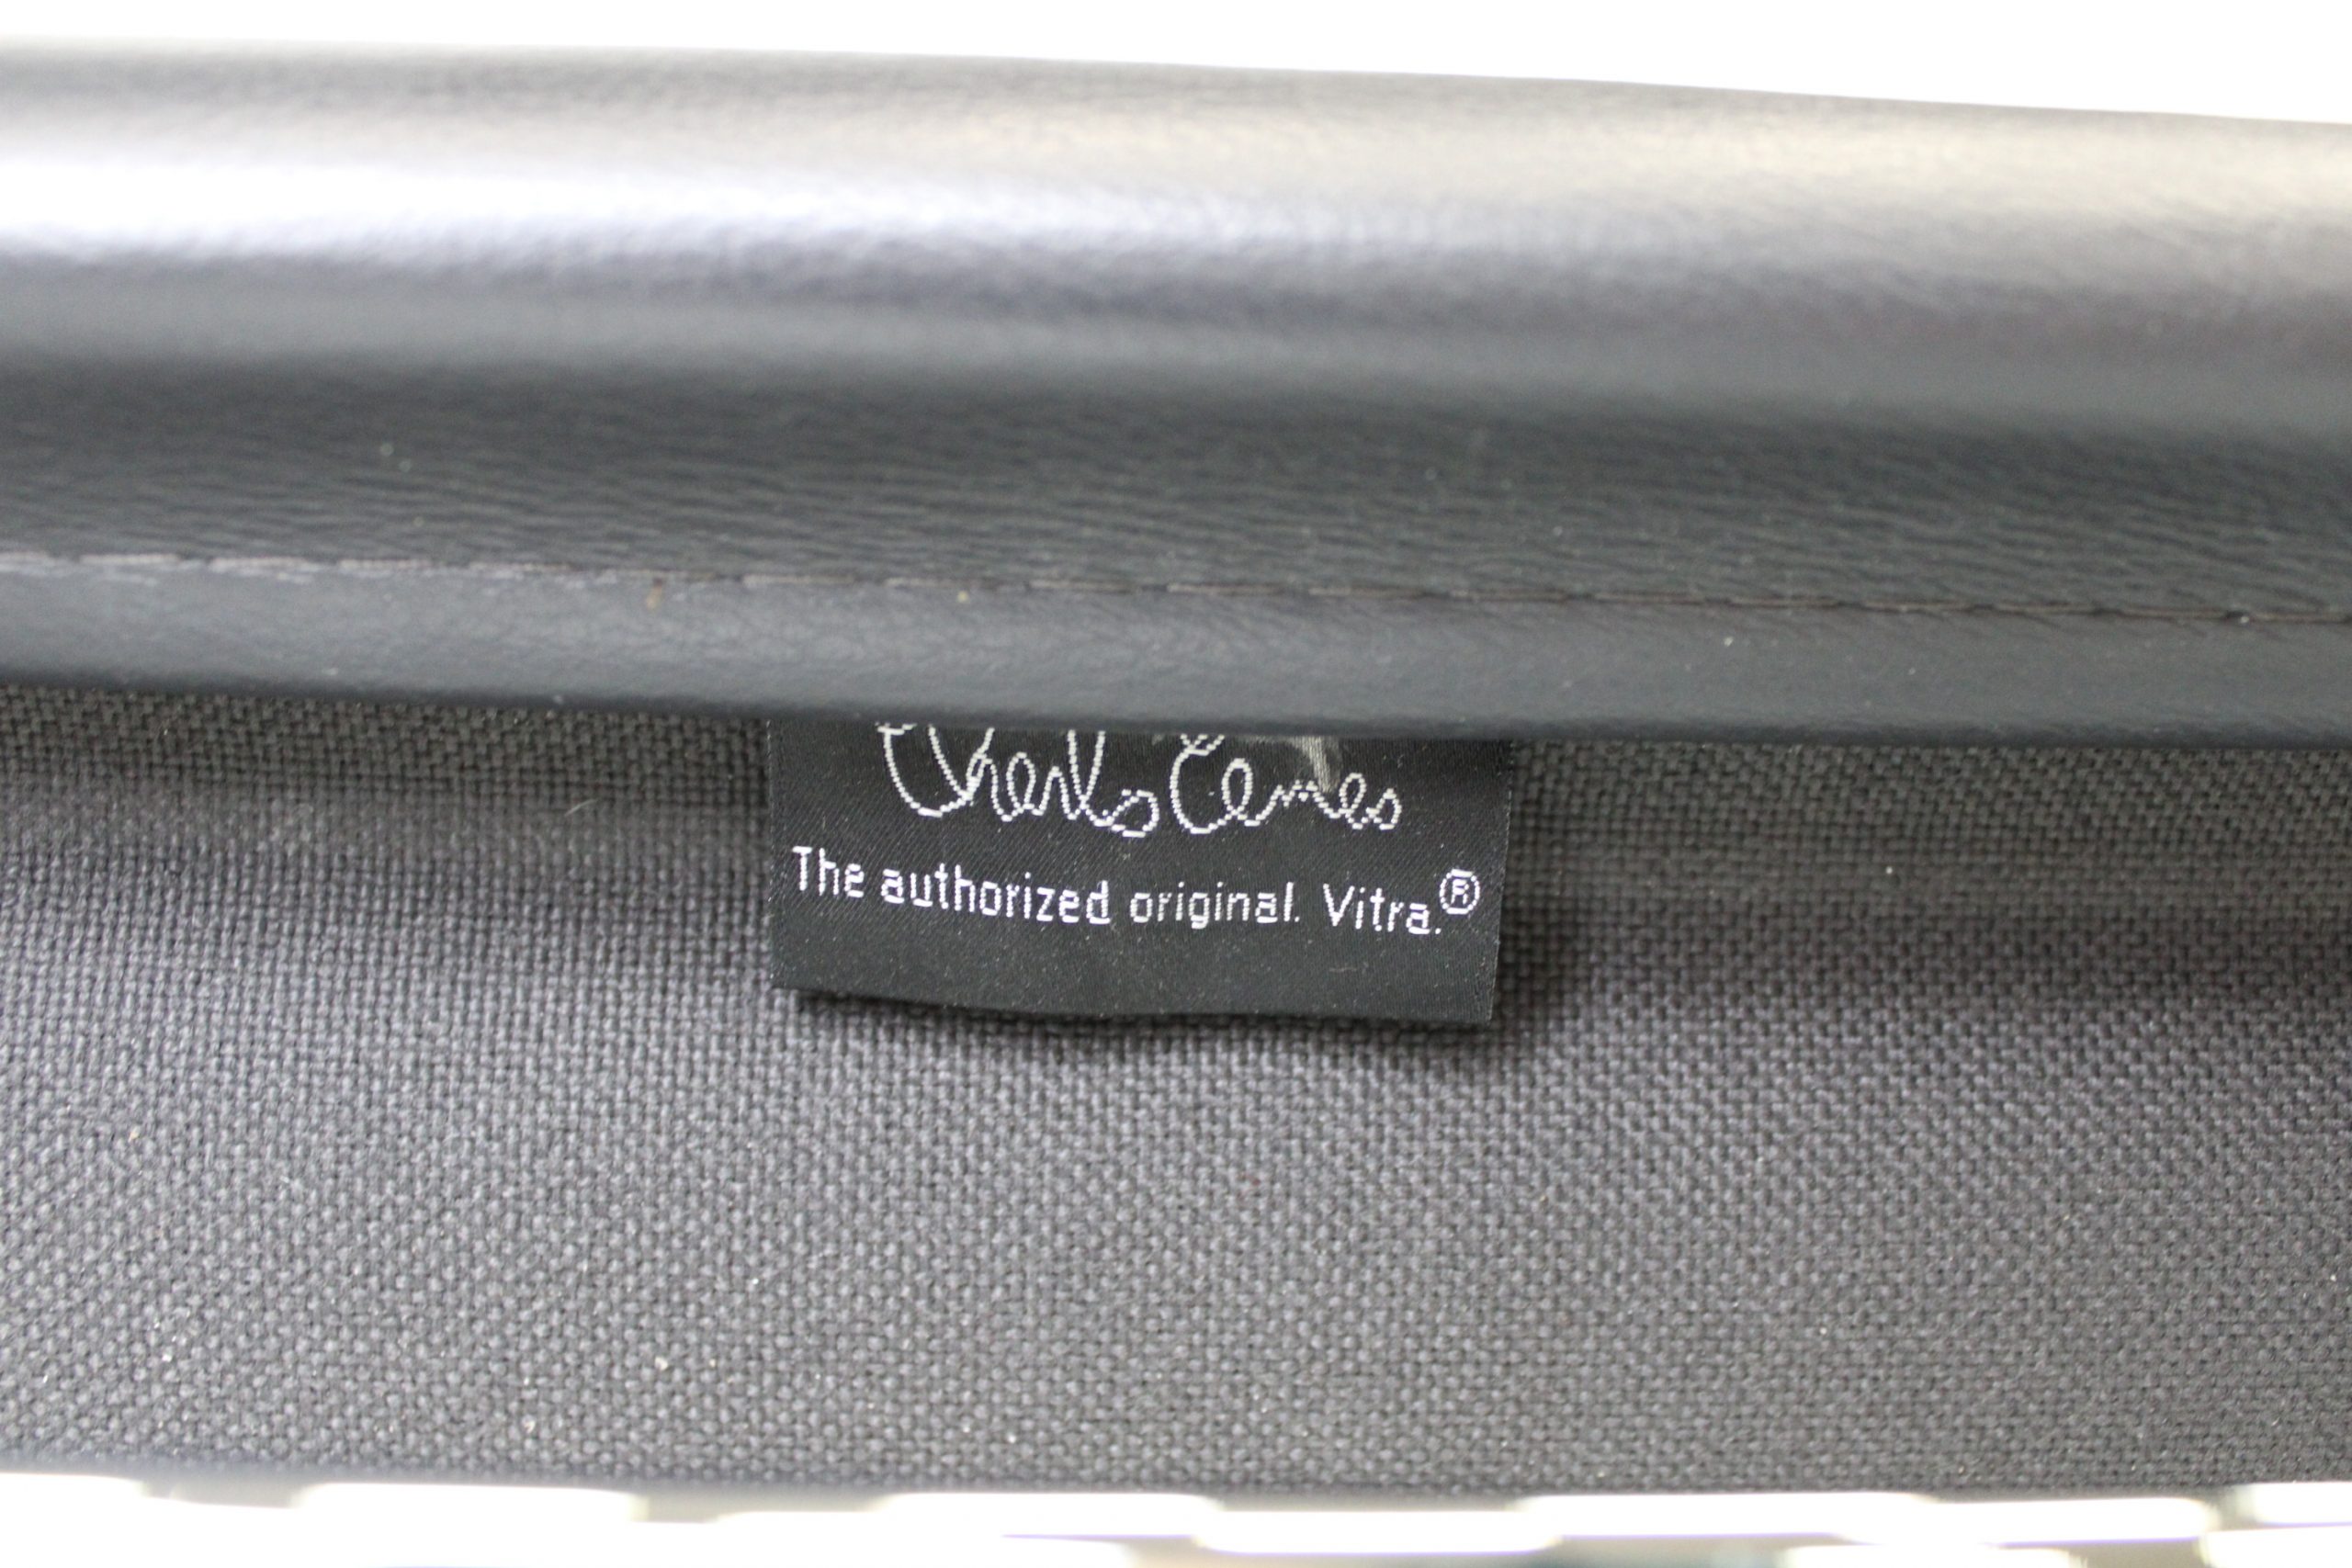 Charles Eames
The authorized original. Vitra.®